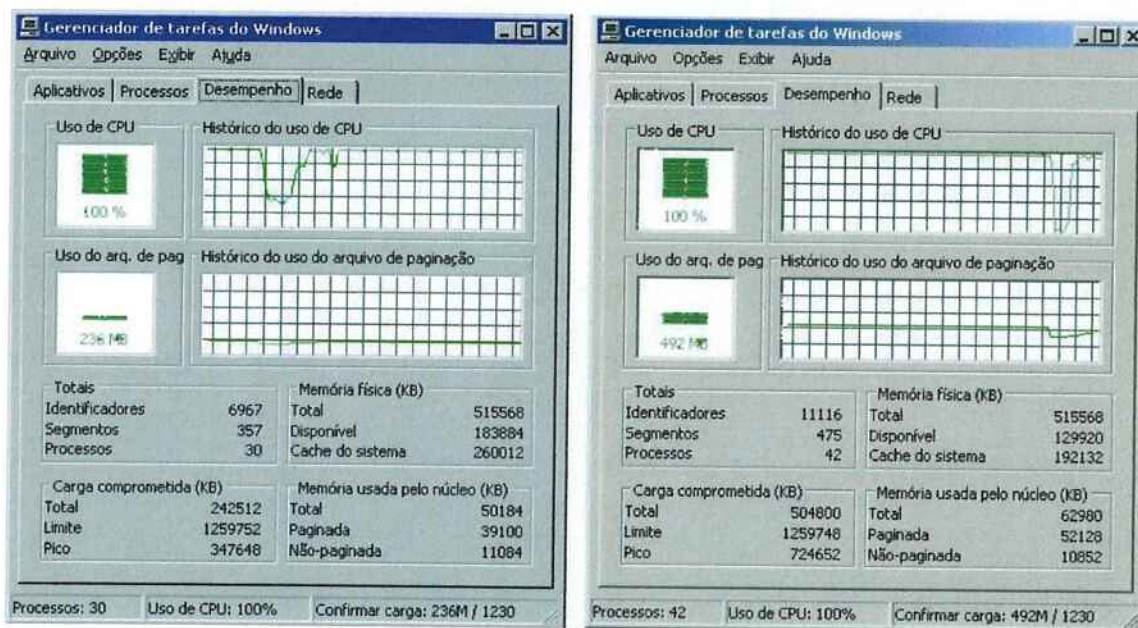 Gerenciador de tarefas do Windows
Arquivo Opções Exibir Ajuda
Aplicativos Processos Desempenho Rede
Uso de CPU Histórico do uso de CPU
100 %
Uso do arq. de pag Histórico do uso do arquivo de paginação
236 MB
Totais
Identificadores 6967
Segmentos 357
Processos 30
Memória física (KB)
Total 515568
Disponível 183884
Cache do sistema 260012
Carga comprometida (KB)
Total 242512
Limite 1259752
Pico 347648
Memória usada pelo núcleo (KB)
Total 50184
Paginada 39100
Não-paginada 11084
Processos: 30 Uso de CPU: 100% Confirmar carga: 236M / 1230
Gerenciador de tarefas do Windows
Arquivo Opções Exibir Ajuda
Aplicativos Processos Desempenho Rede
Uso de CPU Histórico do uso de CPU
100 %
Uso do arq. de pag Histórico do uso do arquivo de paginação
492 MB
Totais
Identificadores 11116
Segmentos 475
Processos 42
Memória física (KB)
Total 515568
Disponível 129920
Cache do sistema 192132
Carga comprometida (KB)
Total 504800
Limite 1259748
Pico 724652
Memória usada pelo núcleo (KB)
Total 62980
Paginada 52128
Não-paginada 10852
Processos: 42 Uso de CPU: 100% Confirmar carga: 492M / 1230